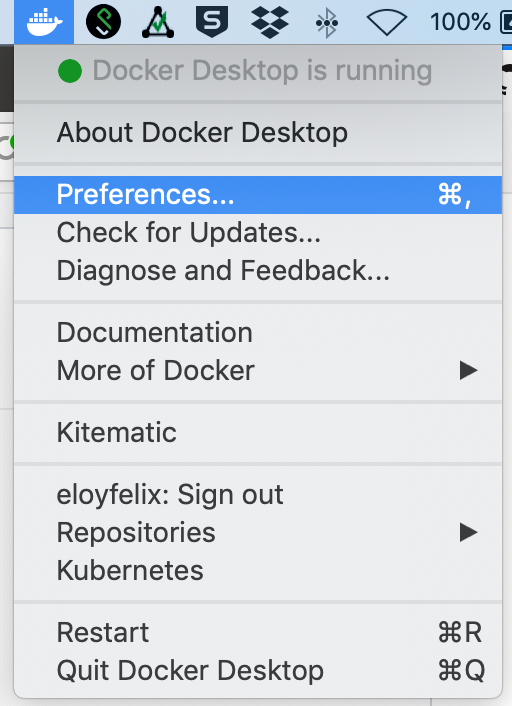 100%
Docker Desktop is running
About Docker Desktop
Preferences... ⌘,
Check for Updates...
Diagnose and Feedback...
Documentation
More of Docker ▶
Kitematic
eloyfelix: Sign out
Repositories ▶
Kubernetes
Restart ⌘R
Quit Docker Desktop ⌘Q